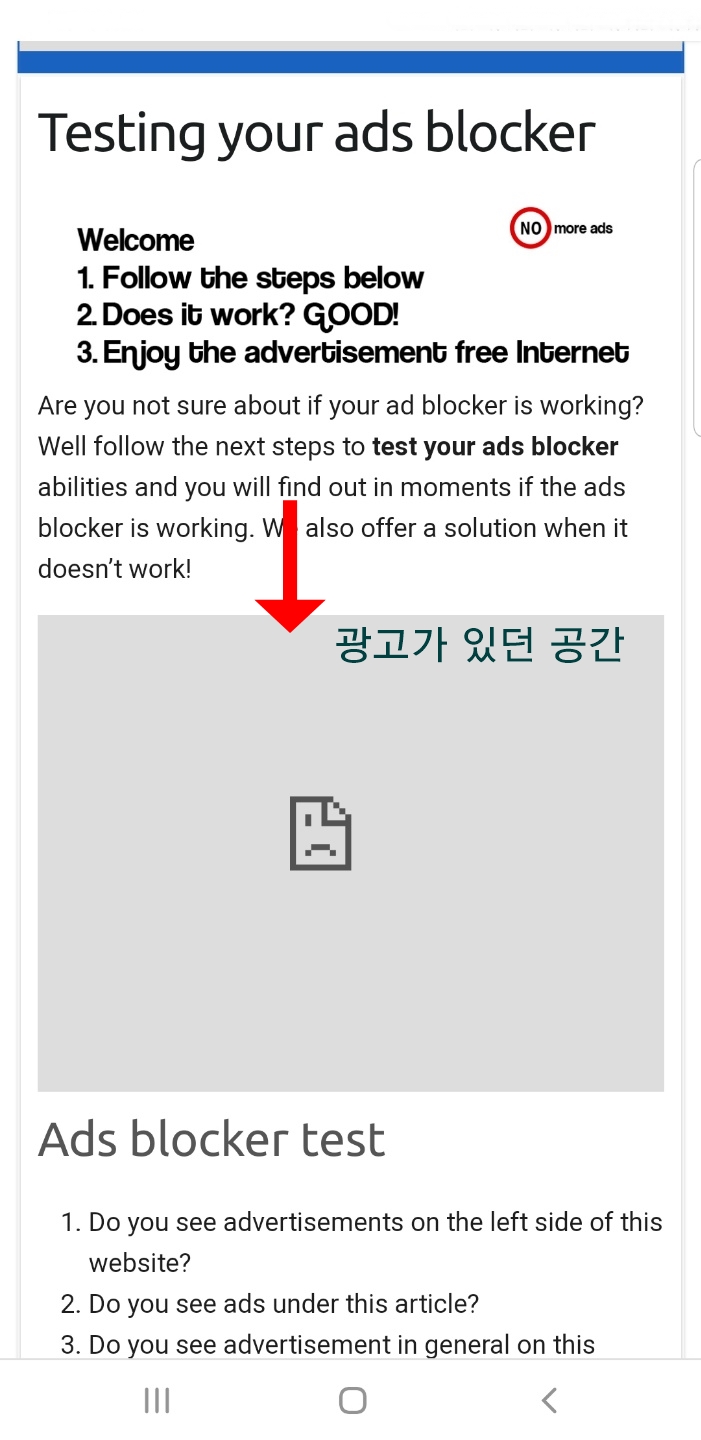 Testing your ads blocker
NO more ads
Welcome
1. Follow the steps below
2. Does it work? GOOD!
3. Enjoy the advertisement free Internet
Are you not sure about if your ad blocker is working?
Well follow the next steps to test your ads blocker
abilities and you will find out in moments if the ads
blocker is working. We also offer a solution when it
doesn’t work!
광고가 있던 공간
Ads blocker test
1. Do you see advertisements on the left side of this
website?
2. Do you see ads under this article?
3. Do you see advertisement in general on this